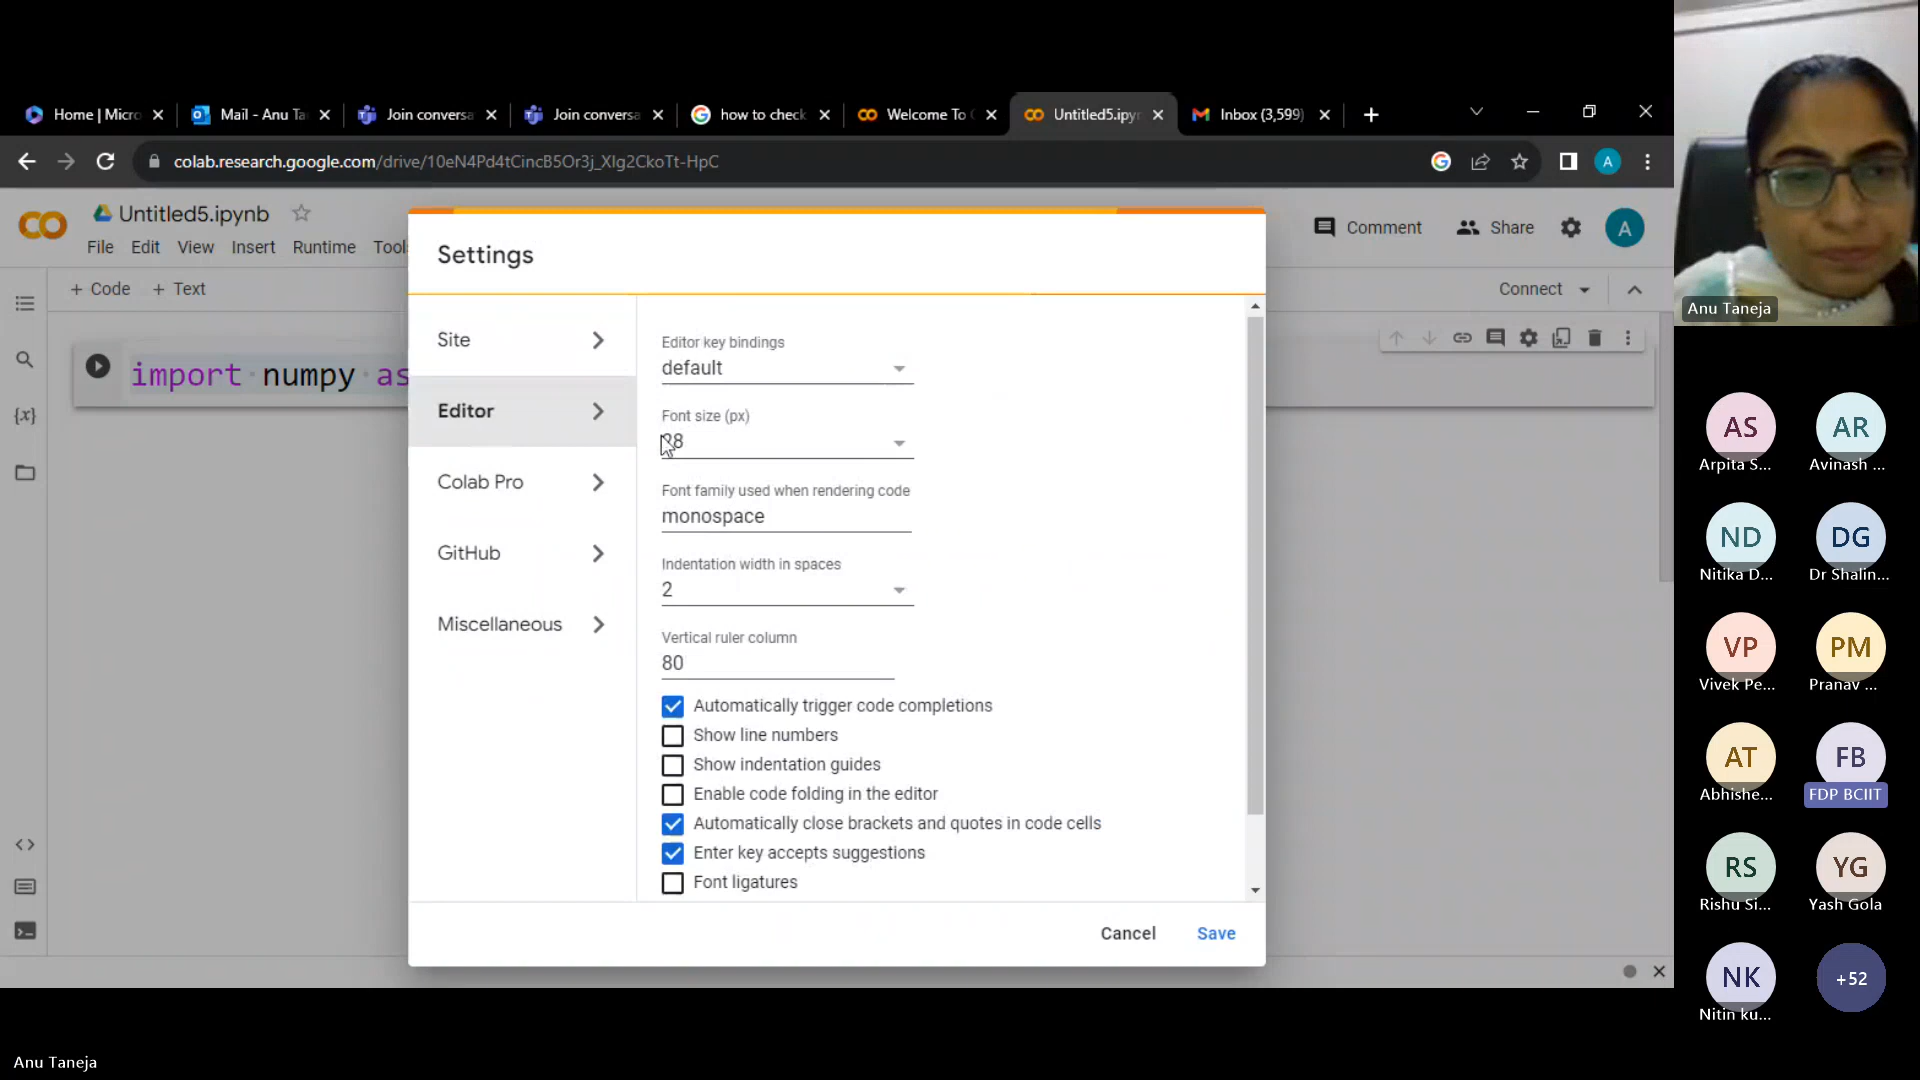 Home | Micro
Mail - Anu Ta
Join conversa
Join conversa
how to check
Welcome To C
Untitled5.ipyn
Inbox (3,599)
colab.research.google.com/drive/10eN4Pd4tCincB5Or3j_XIg2CkoTt-HpC
A
CO
Untitled5.ipynb
Comment
Share
A
File Edit View Insert Runtime Tools
+ Code + Text
Connect
import numpy as
{x}
Settings
Site
Editor
Colab Pro
GitHub
Miscellaneous
Editor key bindings
default
Font size (px)
28
Font family used when rendering code
monospace
Indentation width in spaces
2
Vertical ruler column
80
Automatically trigger code completions
Show line numbers
Show indentation guides
Enable code folding in the editor
Automatically close brackets and quotes in code cells
Enter key accepts suggestions
Font ligatures
Cancel Save
Anu Taneja
AS AR
Arpita S... Avinash ...
ND DG
Nitika D... Dr Shalin...
VP PM
Vivek Pe... Pranav ...
AT FB
Abhishe... FDP BCIIT
RS YG
Rishu Si... Yash Gola
NK +52
Nitin ku...
Anu Taneja